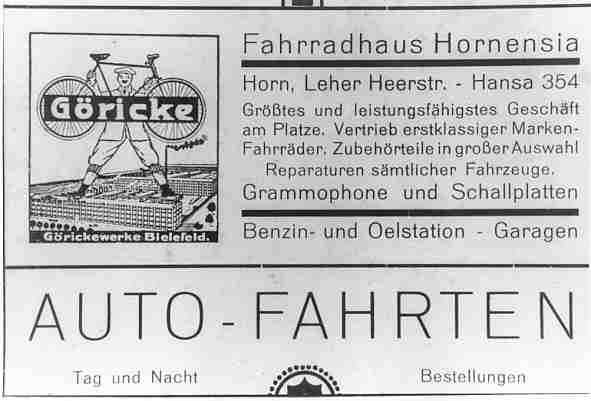 Göricke
Görickewerke Bielefeld.
Fahrradhaus Hornensia
Horn, Leher Heerstr. - Hansa 354
Größtes und leistungsfähigstes Geschäft
am Platze. Vertrieb erstklassiger Marken-
Fahrräder, Zubehörteile in großer Auswahl
Reparaturen sämtlicher Fahrzeuge.
Grammophone und Schallplatten
Benzin- und Oelstation - Garagen
AUTO-FAHRTEN
Tag und Nacht
Bestellungen